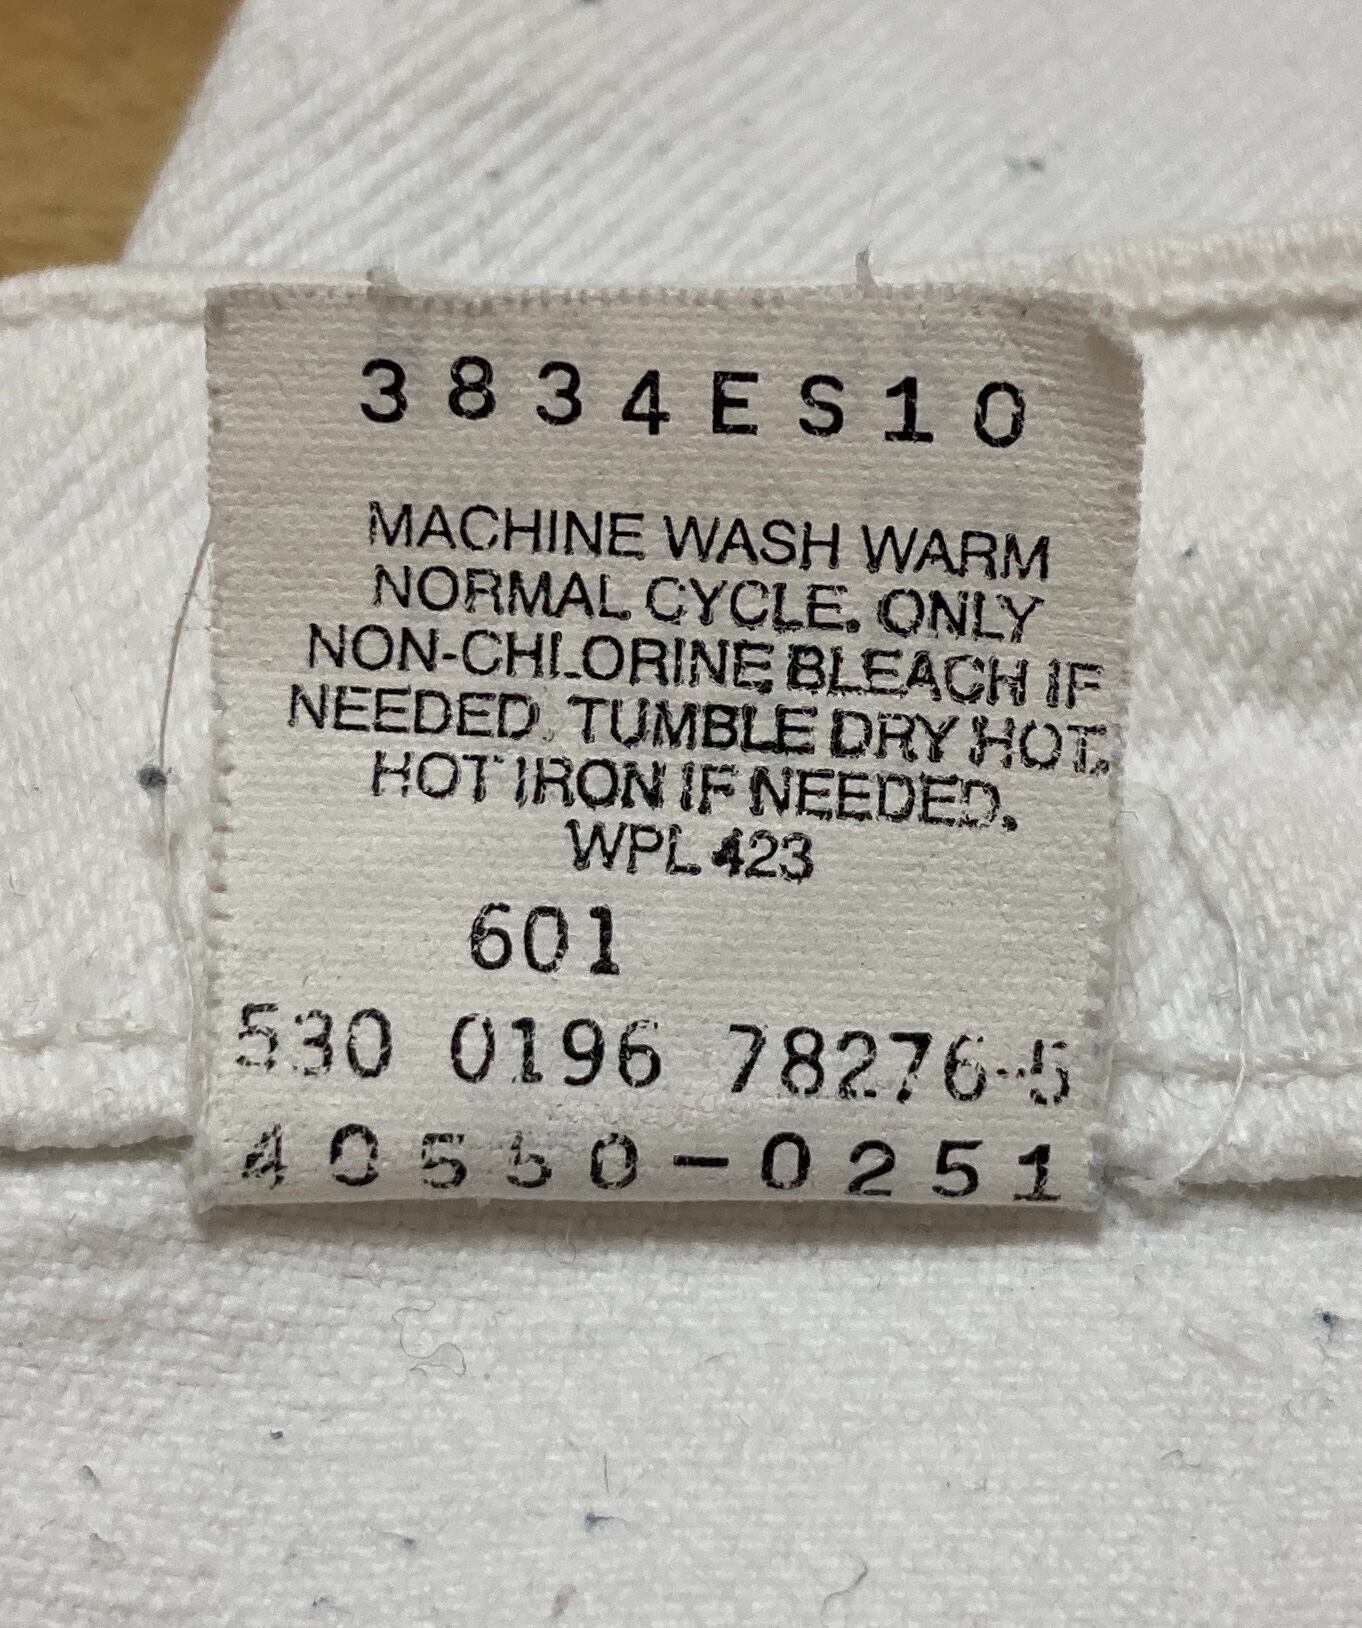 3834ES10
MACHINE WASH WARM
NORMAL CYCLE. ONLY
NON-CHLORINE BLEACH IF
NEEDED. TUMBLE DRY HOT.
HOT IRON IF NEEDED.
WPL 423
601
530 0196 78276-5
40550-0251